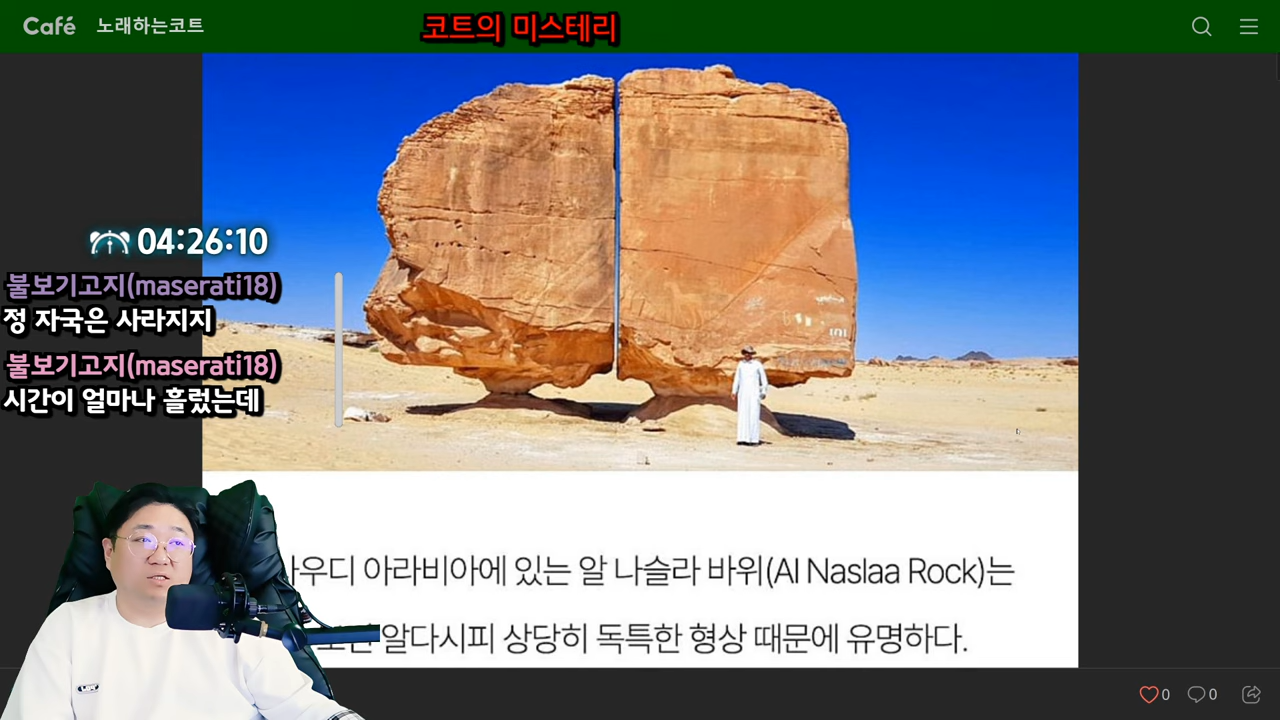 Café 노래하는코트
코트의 미스테리
04:26:10
불보기고지(maserati18)
정 자국은 사라지지
불보기고지(maserati18)
시간이 얼마나 흘렀는데
우디 아라비아에 있는 알 나슬라 바위(Al Naslaa Rock)는
알다시피 상당히 독특한 형상 때문에 유명하다.
0
0